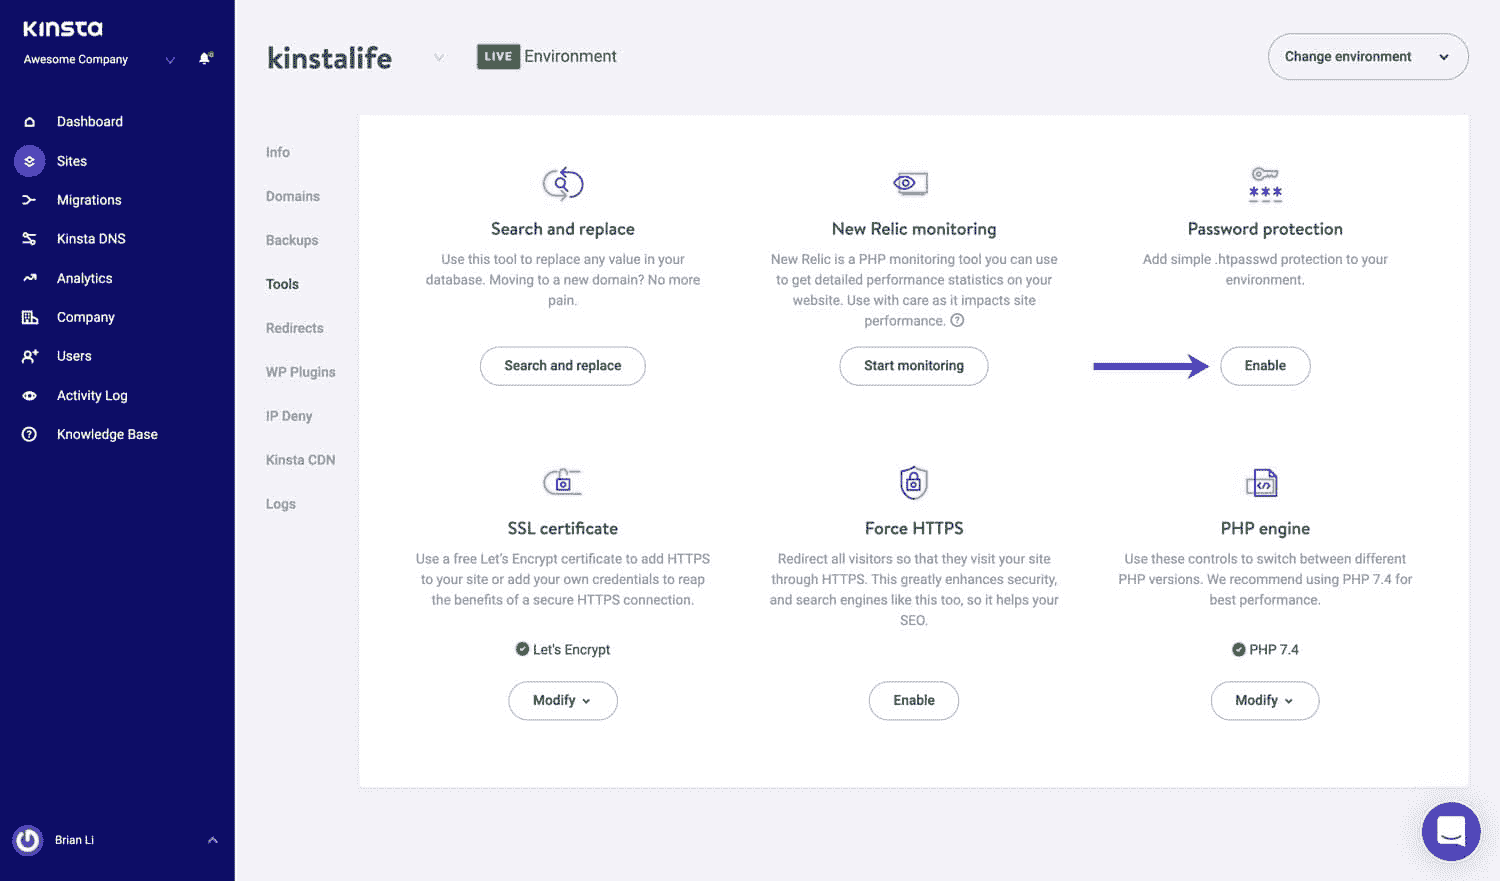 KINSTA
Awesome Company
Dashboard
Sites
Migrations
Kinsta DNS
Analytics
Company
Users
Activity Log
Knowledge Base
Brian Li
kinstalife
LIVE Environment
Change environment
Info
Domains
Backups
Tools
Redirects
WP Plugins
IP Deny
Kinsta CDN
Logs
Search and replace
Use this tool to replace any value in your
database. Moving to a new domain? No more
pain.
Search and replace
New Relic monitoring
New Relic is a PHP monitoring tool you can use
to get detailed performance statistics on your
website. Use with care as it impacts site
performance.
Start monitoring
***
Password protection
Add simple .htpasswd protection to your
environment.
Enable
SSL certificate
Use a free Let's Encrypt certificate to add HTTPS
to your site or add your own credentials to reap
the benefits of a secure HTTPS connection.
Let's Encrypt
Modify
Force HTTPS
Redirect all visitors so that they visit your site
through HTTPS. This greatly enhances security,
and search engines like this too, so it helps your
SEO.
Enable
PHP engine
Use these controls to switch between different
PHP versions. We recommend using PHP 7.4 for
best performance.
PHP 7.4
Modify